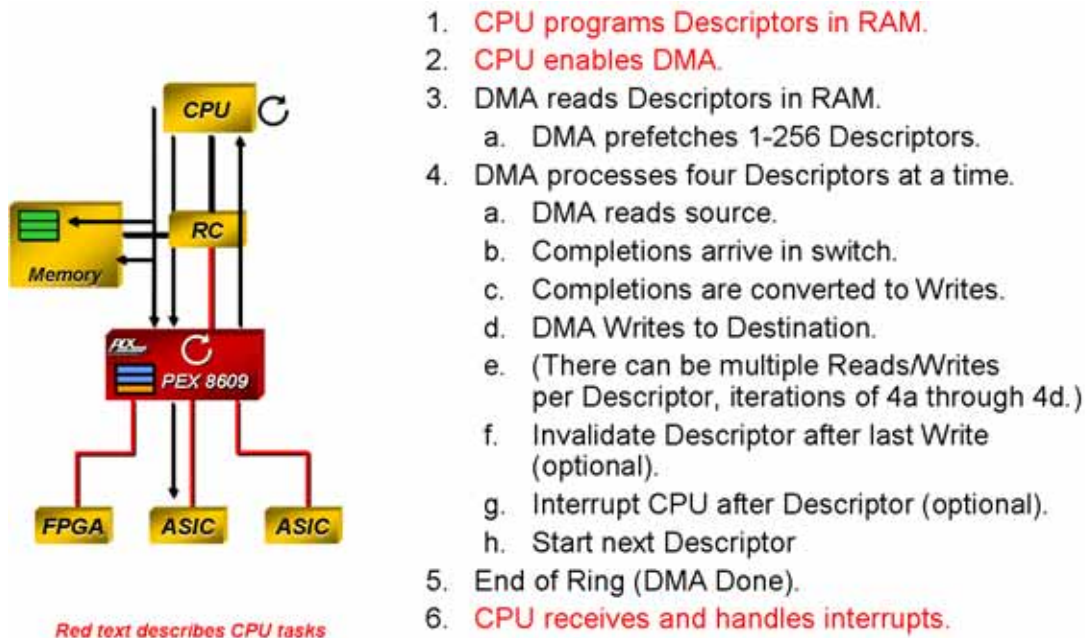 1. CPU programs Descriptors in RAM.
2. CPU enables DMA.
3. DMA reads Descriptors in RAM.
a. DMA prefetches 1-256 Descriptors.
4. DMA processes four Descriptors at a time.
a. DMA reads source.
b. Completions arrive in switch.
c. Completions are converted to Writes.
d. DMA Writes to Destination.
e. (There can be multiple Reads/Writes
per Descriptor, iterations of 4a through 4d.)
f. Invalidate Descriptor after last Write
(optional).
g. Interrupt CPU after Descriptor (optional).
h. Start next Descriptor
5. End of Ring (DMA Done).
6. CPU receives and handles interrupts.
CPU
RC
Memory
PEX 8609
FPGA
ASIC
ASIC
Red text describes CPU tasks